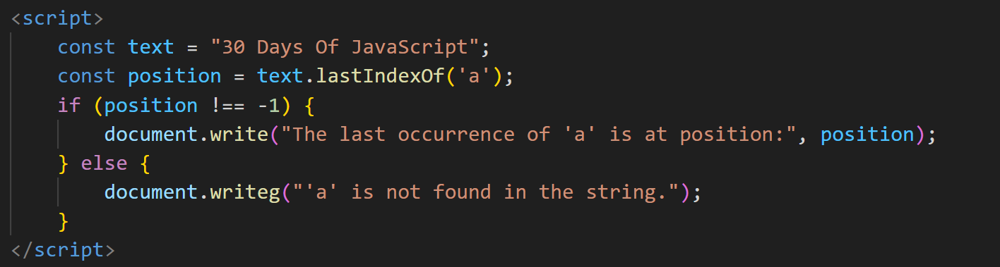 <script>
    const text = "30 Days Of JavaScript";
    const position = text.lastIndexOf('a');
    if (position !== -1) {
        document.write("The last occurrence of 'a' is at position:", position);
    } else {
        document.writeg("'a' is not found in the string.");
    }
</script>